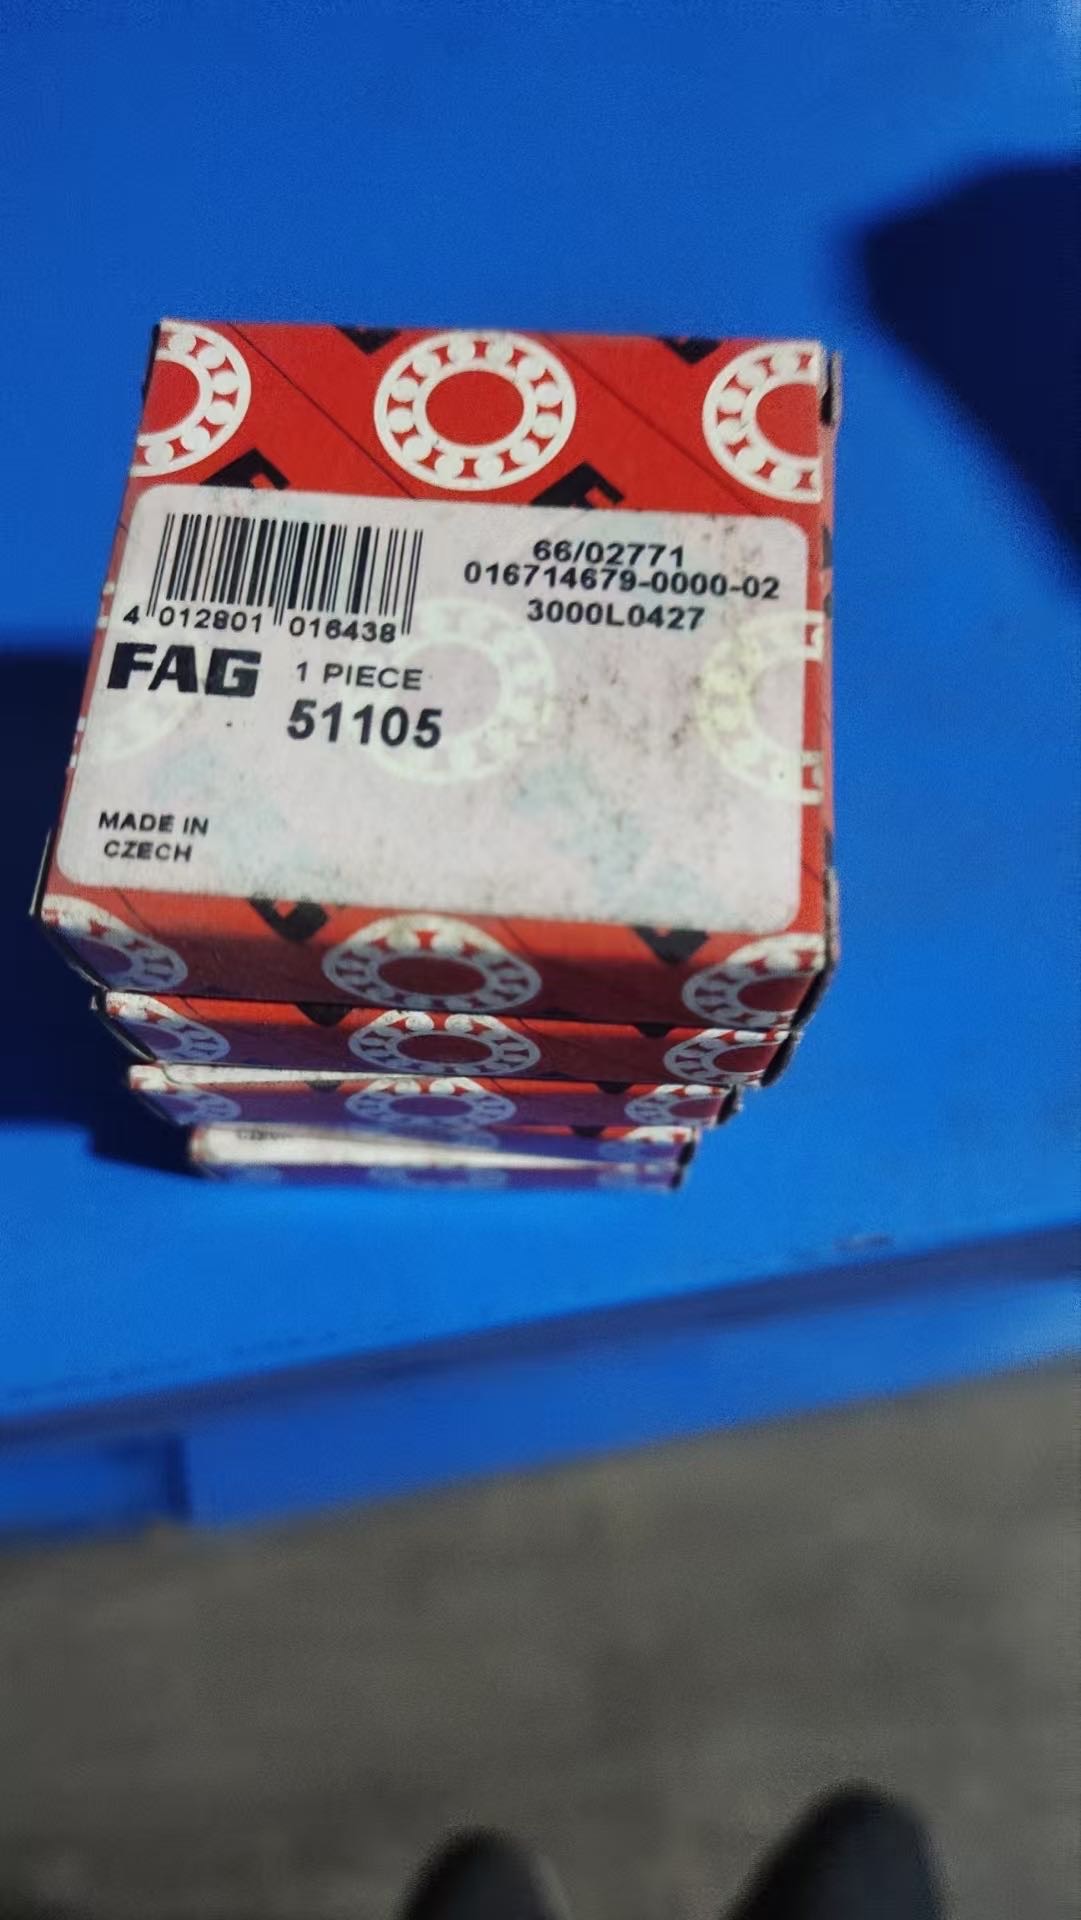 66/02771
016714679-0000-02
3000L0427
4 012801 016438
FAG 1 PIECE
51105
MADE IN
CZECH